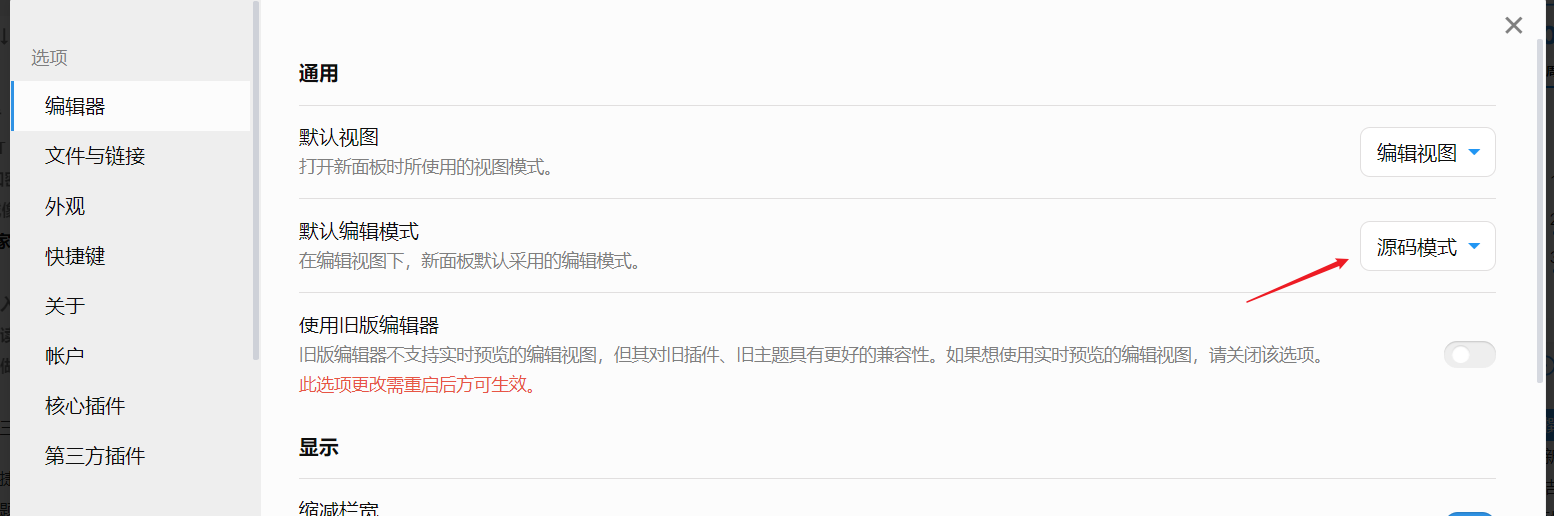 选项
编辑器
文件与链接
外观
快捷键
关于
帐户
核心插件
第三方插件
通用
默认视图
打开新面板时所使用的视图模式。
编辑视图
默认编辑模式
在编辑视图下，新面板默认采用的编辑模式。
源码模式
使用旧版编辑器
旧版编辑器不支持实时预览的编辑视图，但其对旧插件、旧主题具有更好的兼容性。如果想使用实时预览的编辑视图，请关闭该选项。
此选项更改需重启后方可生效。
显示
缩减栏宽